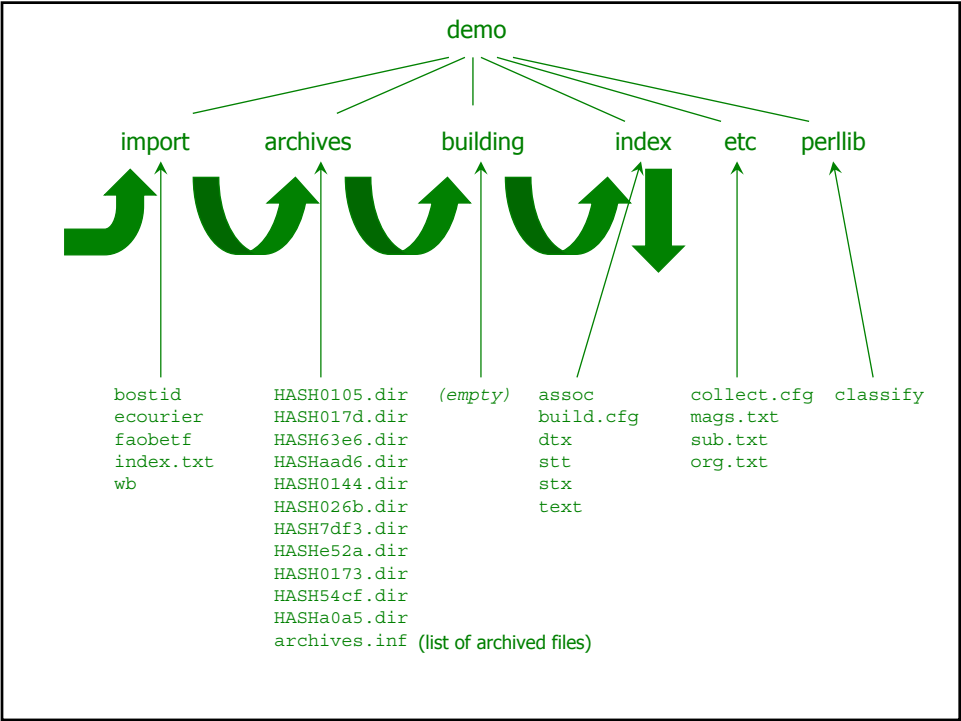 demo
import archives building index etc perllib
bostid
ecourier
faobetf
index.txt
wb
HASH0105.dir
HASH017d.dir
HASH63e6.dir
HASHaad6.dir
HASH0144.dir
HASH026b.dir
HASH7df3.dir
HASHe52a.dir
HASH0173.dir
HASH54cf.dir
HASHa0a5.dir
archives.inf (list of archived files)
(empty)
assoc
build.cfg
dtx
stt
stx
text
collect.cfg
mags.txt
sub.txt
org.txt
classify